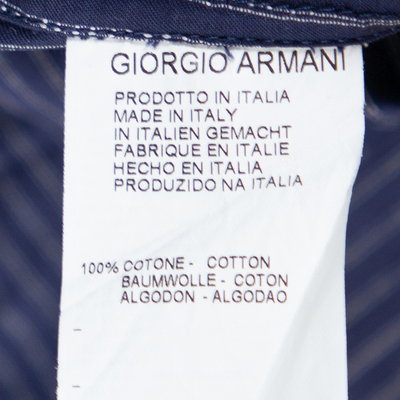 GIORGIO ARMANI
PRODOTTO IN ITALIA
MADE IN ITALY
IN ITALIEN GEMACHT
FABRIQUE EN ITALIE
HECHO EN ITALIA
PRODUZIDO NA ITALIA
100% COTONE - COTTON
BAUMWOLLE - COTON
ALGODON - ALGODAO